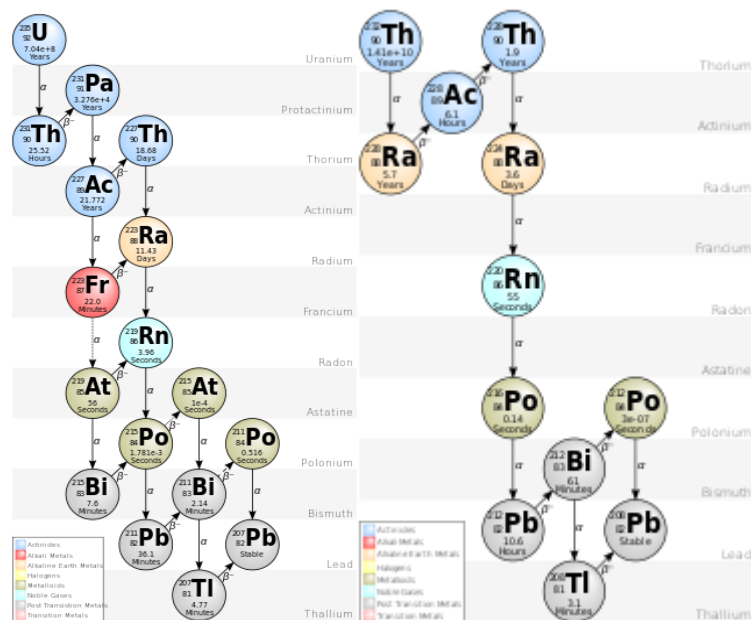 235
92
U
7.04e+8
Years
Uranium
α
231
91
Pa
3.276e+4
Years
Protactinium
β⁻
231
90
Th
25.52
Hours
α
227
90
Th
18.68
Days
Thorium
β⁻
227
89
Ac
21.772
Years
α
Actinium
α
223
88
Ra
11.43
Days
Radium
β⁻
223
87
Fr
22.0
Minutes
α
Francium
α
219
86
Rn
3.96
Seconds
Radon
β⁻
219
85
At
56
Seconds
α
215
85
At
1e-4
Seconds
Astatine
β⁻
α
215
84
Po
1.781e-3
Seconds
α
211
84
Po
0.516
Seconds
Polonium
β⁻
β⁻
215
83
Bi
7.6
Minutes
α
211
83
Bi
2.14
Minutes
α
Bismuth
β⁻
211
82
Pb
36.1
Minutes
α
207
82
Pb
Stable
Lead
β⁻
207
81
Tl
4.77
Minutes
Thallium
Actinides
Alkali Metals
Alkaline Earth Metals
Halogens
Metalloids
Noble Gases
Post Transition Metals
Transition Metals
232
90
Th
1.41e+10
Years
228
90
Th
1.9
Years
Thorium
α
β⁻
228
89
Ac
6.1
Hours
α
Actinium
β⁻
228
88
Ra
5.7
Years
224
88
Ra
3.6
Days
Radium
α
Francium
220
86
Rn
55
Seconds
Radon
α
Astatine
216
84
Po
0.14
Seconds
212
84
Po
3e-07
Seconds
Polonium
α
β⁻
212
83
Bi
61
Minutes
α
Bismuth
β⁻
212
82
Pb
10.6
Hours
α
208
82
Pb
Stable
Lead
β⁻
208
81
Tl
3.1
Minutes
Thallium
Actinides
Alkali Metals
Alkaline Earth Metals
Halogens
Metalloids
Noble Gases
Post Transition Metals
Transition Metals